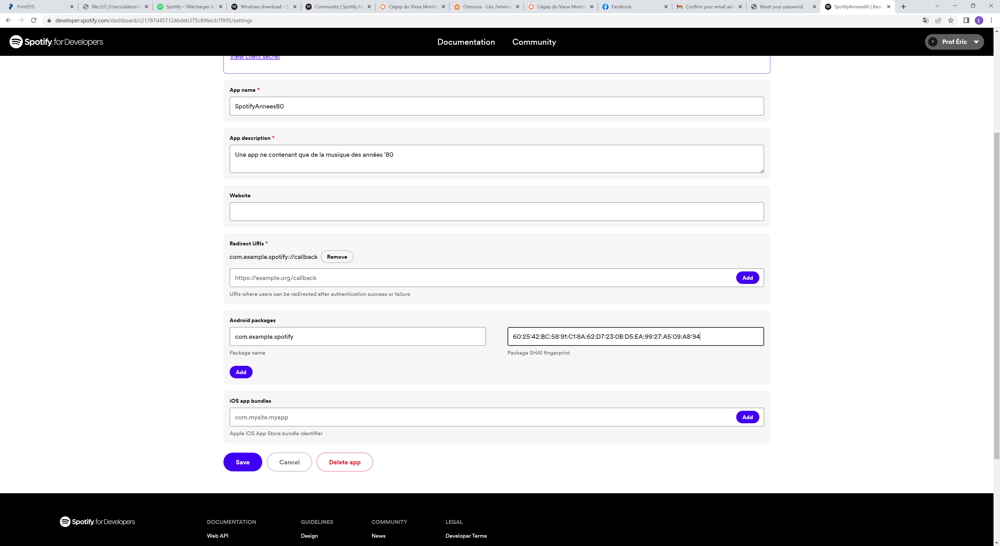 PrintSYS
file:///C:/Users/elabonte
Spotify – Télécharger la
Windows download - Sp
Community | Spotify fo
Cégep du Vieux Montré
Omnivox - Léa, l'enviror
Cégep du Vieux Montré
Facebook
Confirm your email add
Reset your password
SpotifyAnnees80 | Basic
developer.spotify.com/dashboard/c21787d4571246deb375c896ecb7f995/settings
É
Spotify for Developers
Documentation
Community
P
Prof Éric
View client secret
App name *
SpotifyAnnees80
App description *
Une app ne contenant que de la musique des années '80
Website
Redirect URIs *
com.example.spotify://callback
Remove
https://example.org/callback
Add
URIs where users can be redirected after authentication success or failure
Android packages
com.example.spotify
60:25:42:BC:58:91:C1:8A:62:D7:23:0B:D5:EA:99:27:A5:09:A8:94
Package name
Package SHA1 fingerprint
Add
iOS app bundles
com.mysite.myapp
Add
Apple iOS App Store bundle identifier
Save
Cancel
Delete app
Spotify for Developers
DOCUMENTATION
GUIDELINES
COMMUNITY
LEGAL
Web API
Design
News
Developer Terms